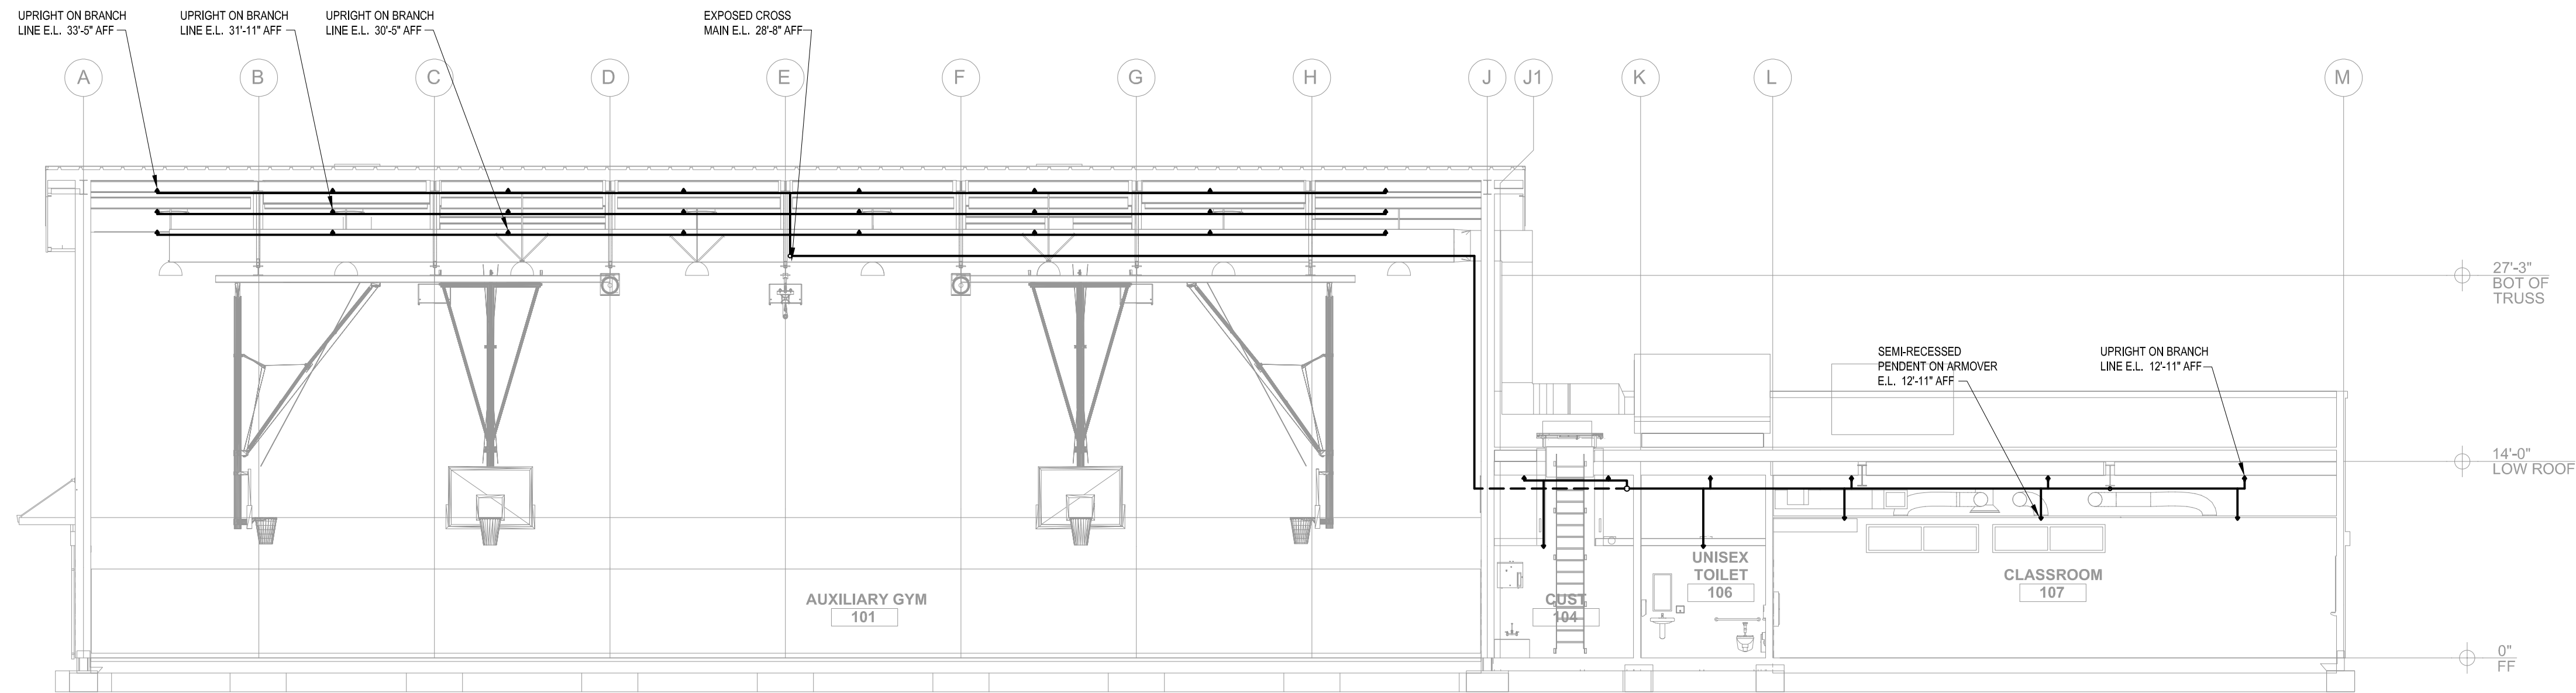 UPRIGHT ON BRANCH
LINE E.L. 33'-5" AFF
UPRIGHT ON BRANCH
LINE E.L. 31'-11" AFF
UPRIGHT ON BRANCH
LINE E.L. 30'-5" AFF
EXPOSED CROSS
MAIN E.L. 28'-8" AFF
A
B
C
D
E
F
G
H
J
J1
K
L
M
27'-3"
BOT OF
TRUSS
SEMI-RECESSED
PENDENT ON ARMOVER
E.L. 12'-11" AFF
UPRIGHT ON BRANCH
LINE E.L. 12'-11" AFF
14'-0"
LOW ROOF
AUXILIARY GYM
101
CUST
104
UNISEX
TOILET
106
CLASSROOM
107
0"
FF